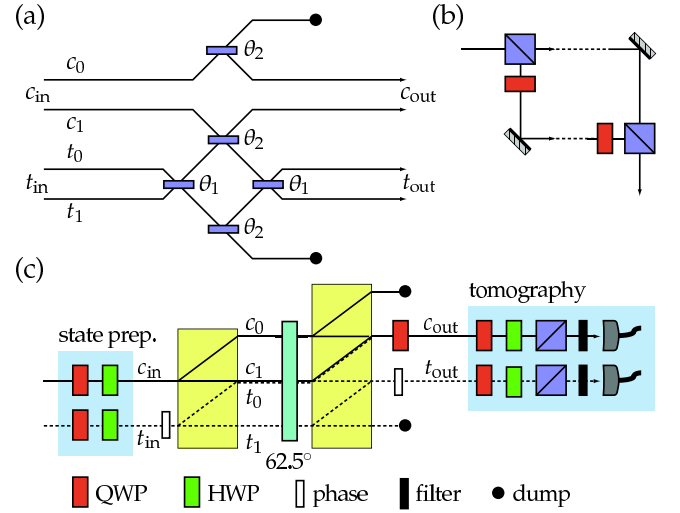 (a)
(b)
θ2
c0
cin
cout
c1
θ2
t0
tin
θ1
θ1
tout
t1
θ2
(c)
tomography
state prep.
c0
cout
cin
c1
t0
tout
tin
t1
62.5°
QWP HWP phase filter dump